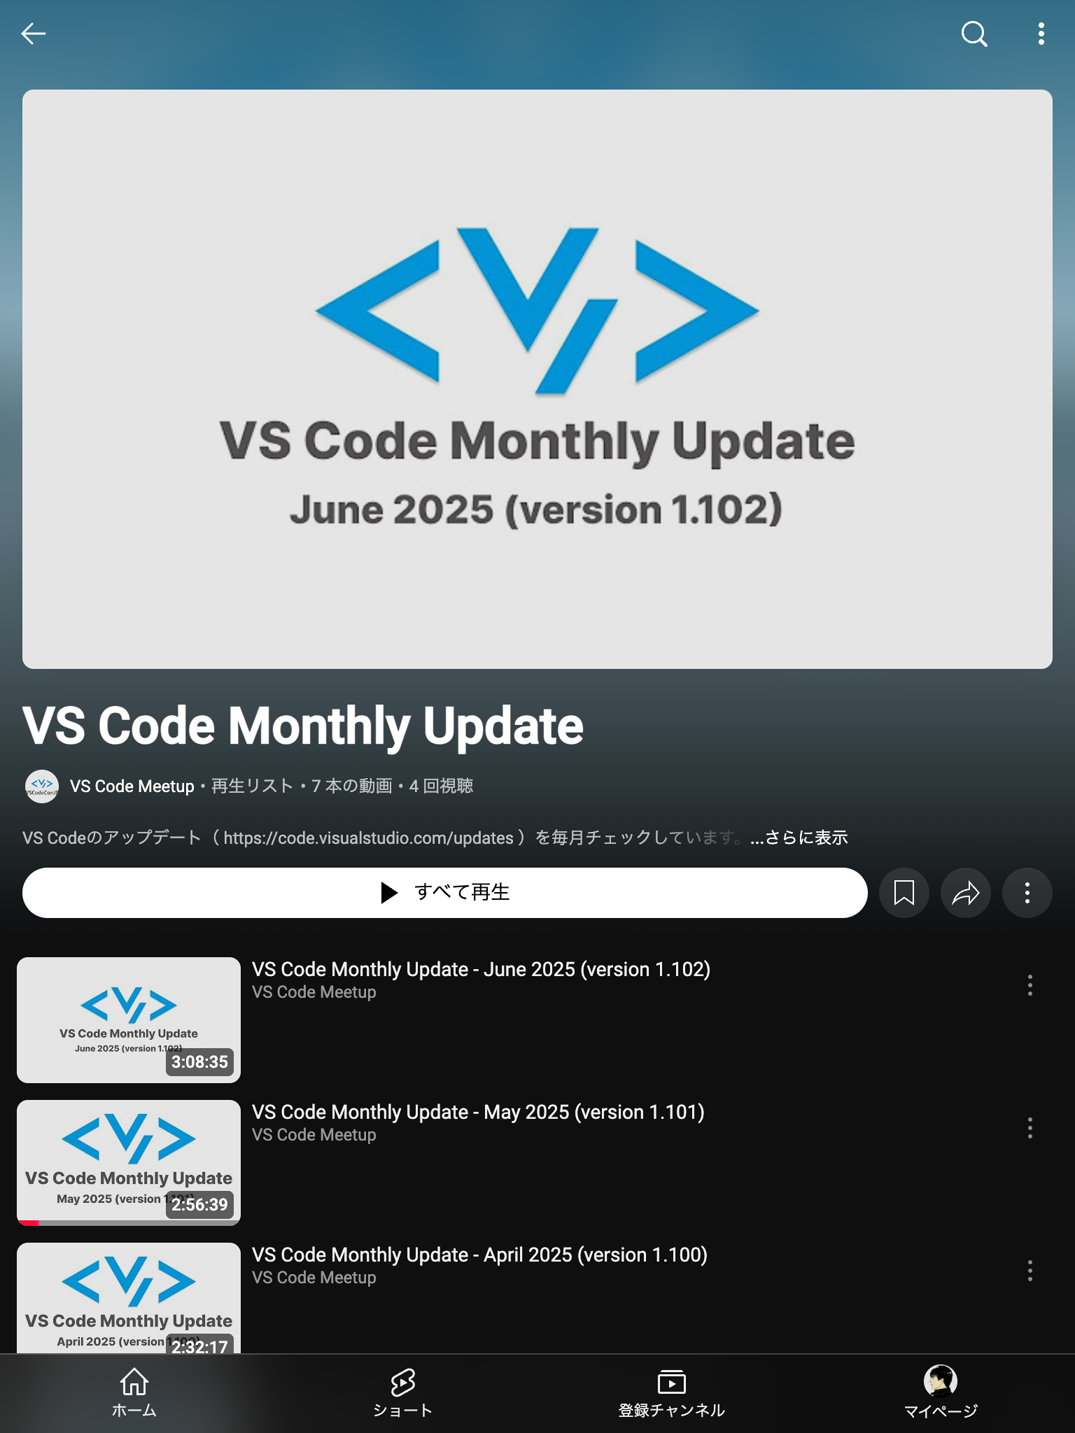 VS Code Monthly Update
June 2025 (version 1.102)
VS Code Monthly Update
VS Code Meetup・再生リスト・7 本の動画・4 回視聴
VS Codeのアップデート（ https://code.visualstudio.com/updates ）を毎月チェックしています。 ...さらに表示
すべて再生
VS Code Monthly Update
June 2025 (version 1.102)
3:08:35
VS Code Monthly Update - June 2025 (version 1.102)
VS Code Meetup
VS Code Monthly Update
May 2025 (version 1.101)
2:56:39
VS Code Monthly Update - May 2025 (version 1.101)
VS Code Meetup
VS Code Monthly Update
April 2025 (version 1.100)
2:32:17
VS Code Monthly Update - April 2025 (version 1.100)
VS Code Meetup
ホーム
ショート
登録チャンネル
マイページ